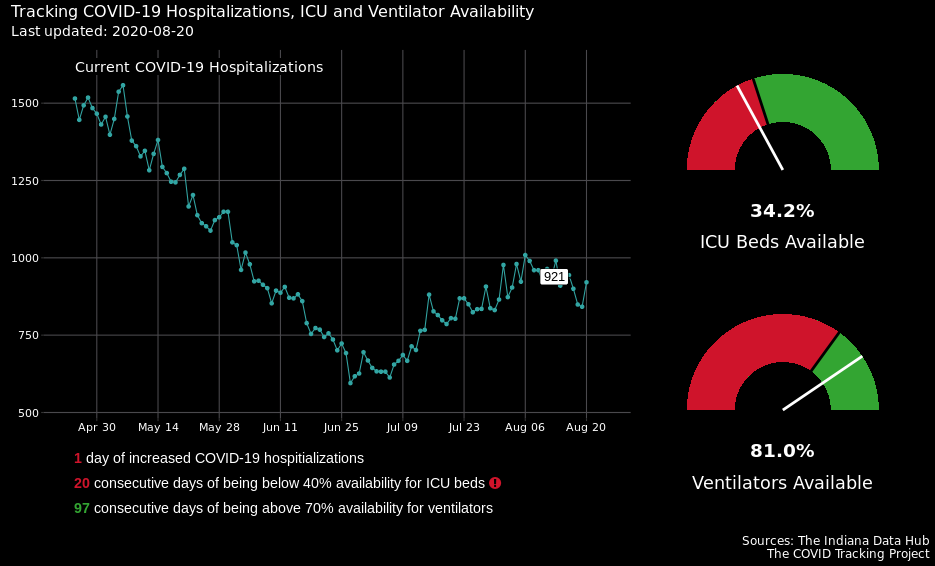 Tracking COVID-19 Hospitalizations, ICU and Ventilator Availability
Last updated: 2020-08-20
Current COVID-19 Hospitalizations
1500
1250
1000
750
500
921
Apr 30
May 14
May 28
Jun 11
Jun 25
Jul 09
Jul 23
Aug 06
Aug 20
1 day of increased COVID-19 hospitializations
20 consecutive days of being below 40% availability for ICU beds
97 consecutive days of being above 70% availability for ventilators
34.2%
ICU Beds Available
81.0%
Ventilators Available
Sources: The Indiana Data Hub
The COVID Tracking Project